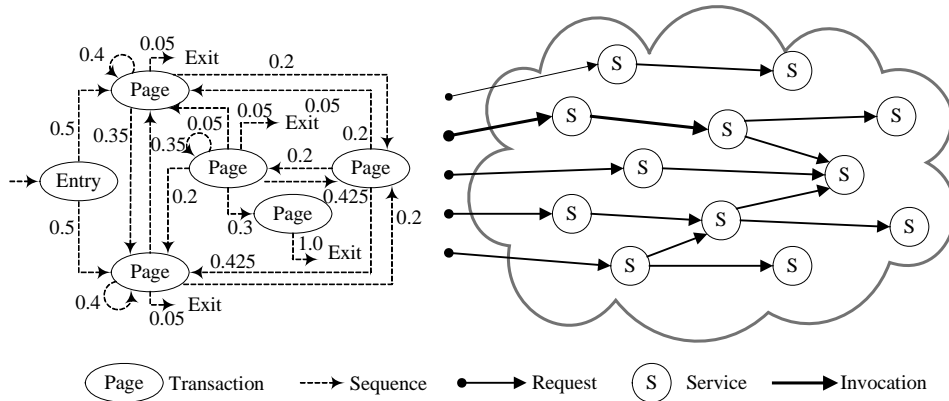 0.4
0.05
Exit
0.2
Page
0.05
0.05
0.5
0.35
0.35
0.05
Exit
0.2
Page
0.2
Page
Entry
0.2
0.425
Page
0.3
0.2
0.5
1.0
Exit
0.425
Page
0.4
Exit
0.05
S
S
S
S
S
S
S
S
S
S
S
S
Page
Transaction
Sequence
Request
S
Service
Invocation